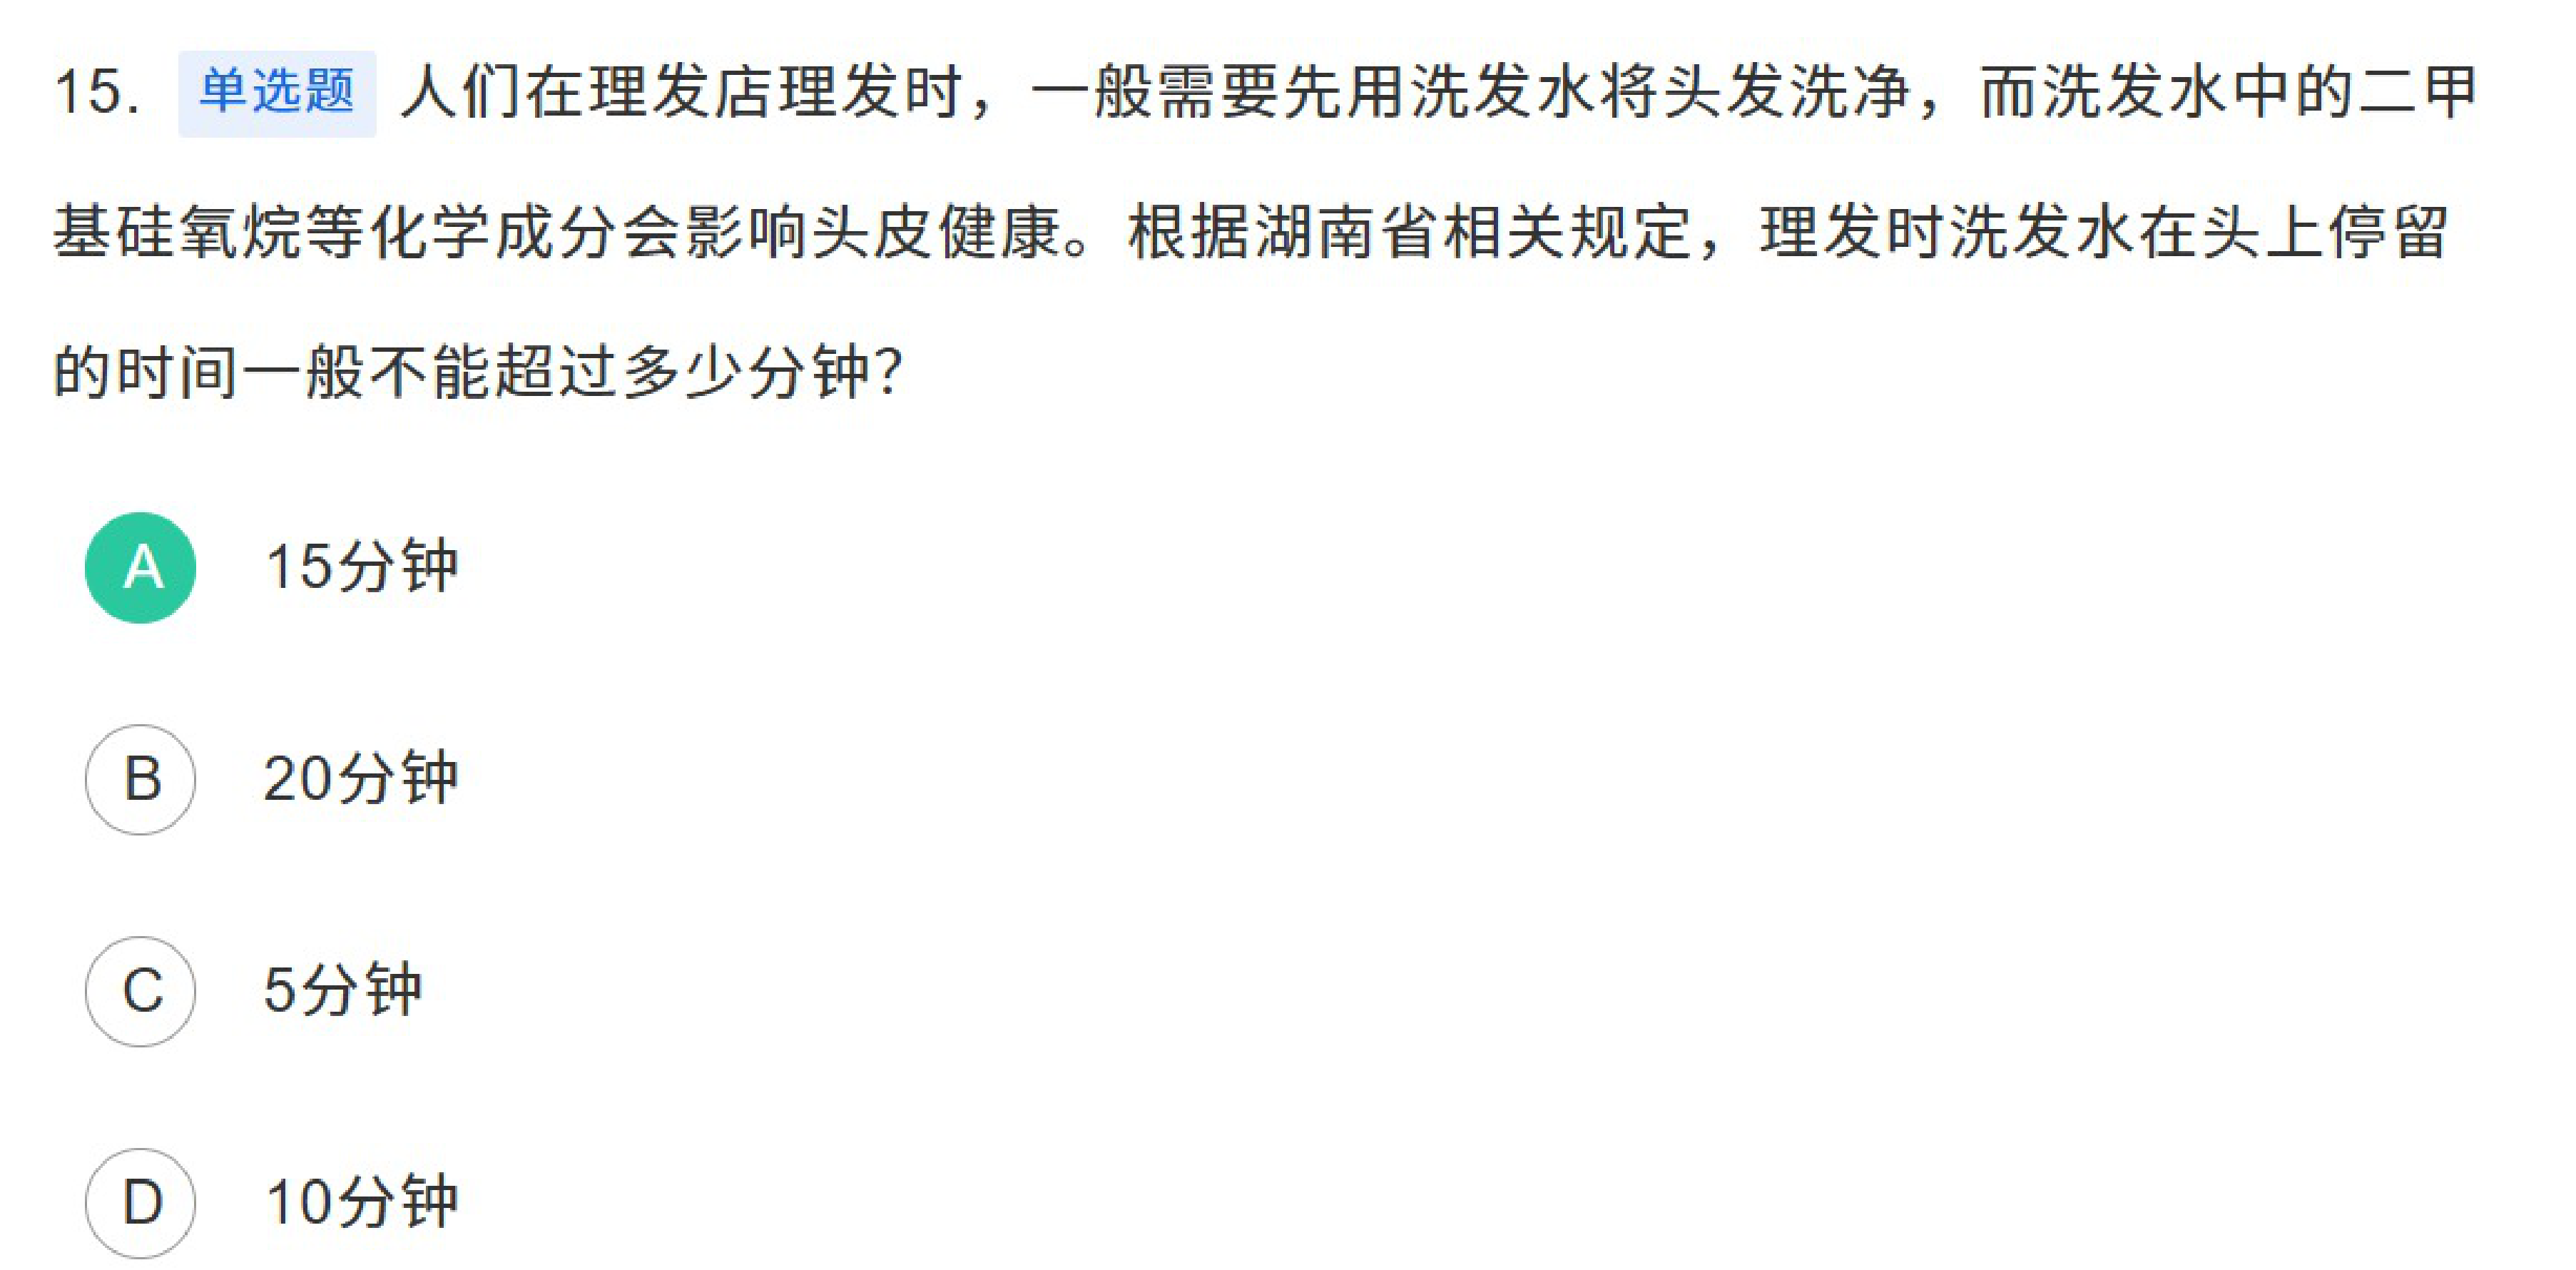 15. 单选题 人们在理发店理发时，一般需要先用洗发水将头发洗净，而洗发水中的二甲
基硅氧烷等化学成分会影响头皮健康。根据湖南省相关规定，理发时洗发水在头上停留
的时间一般不能超过多少分钟？
A 15分钟
B 20分钟
C 5分钟
D 10分钟